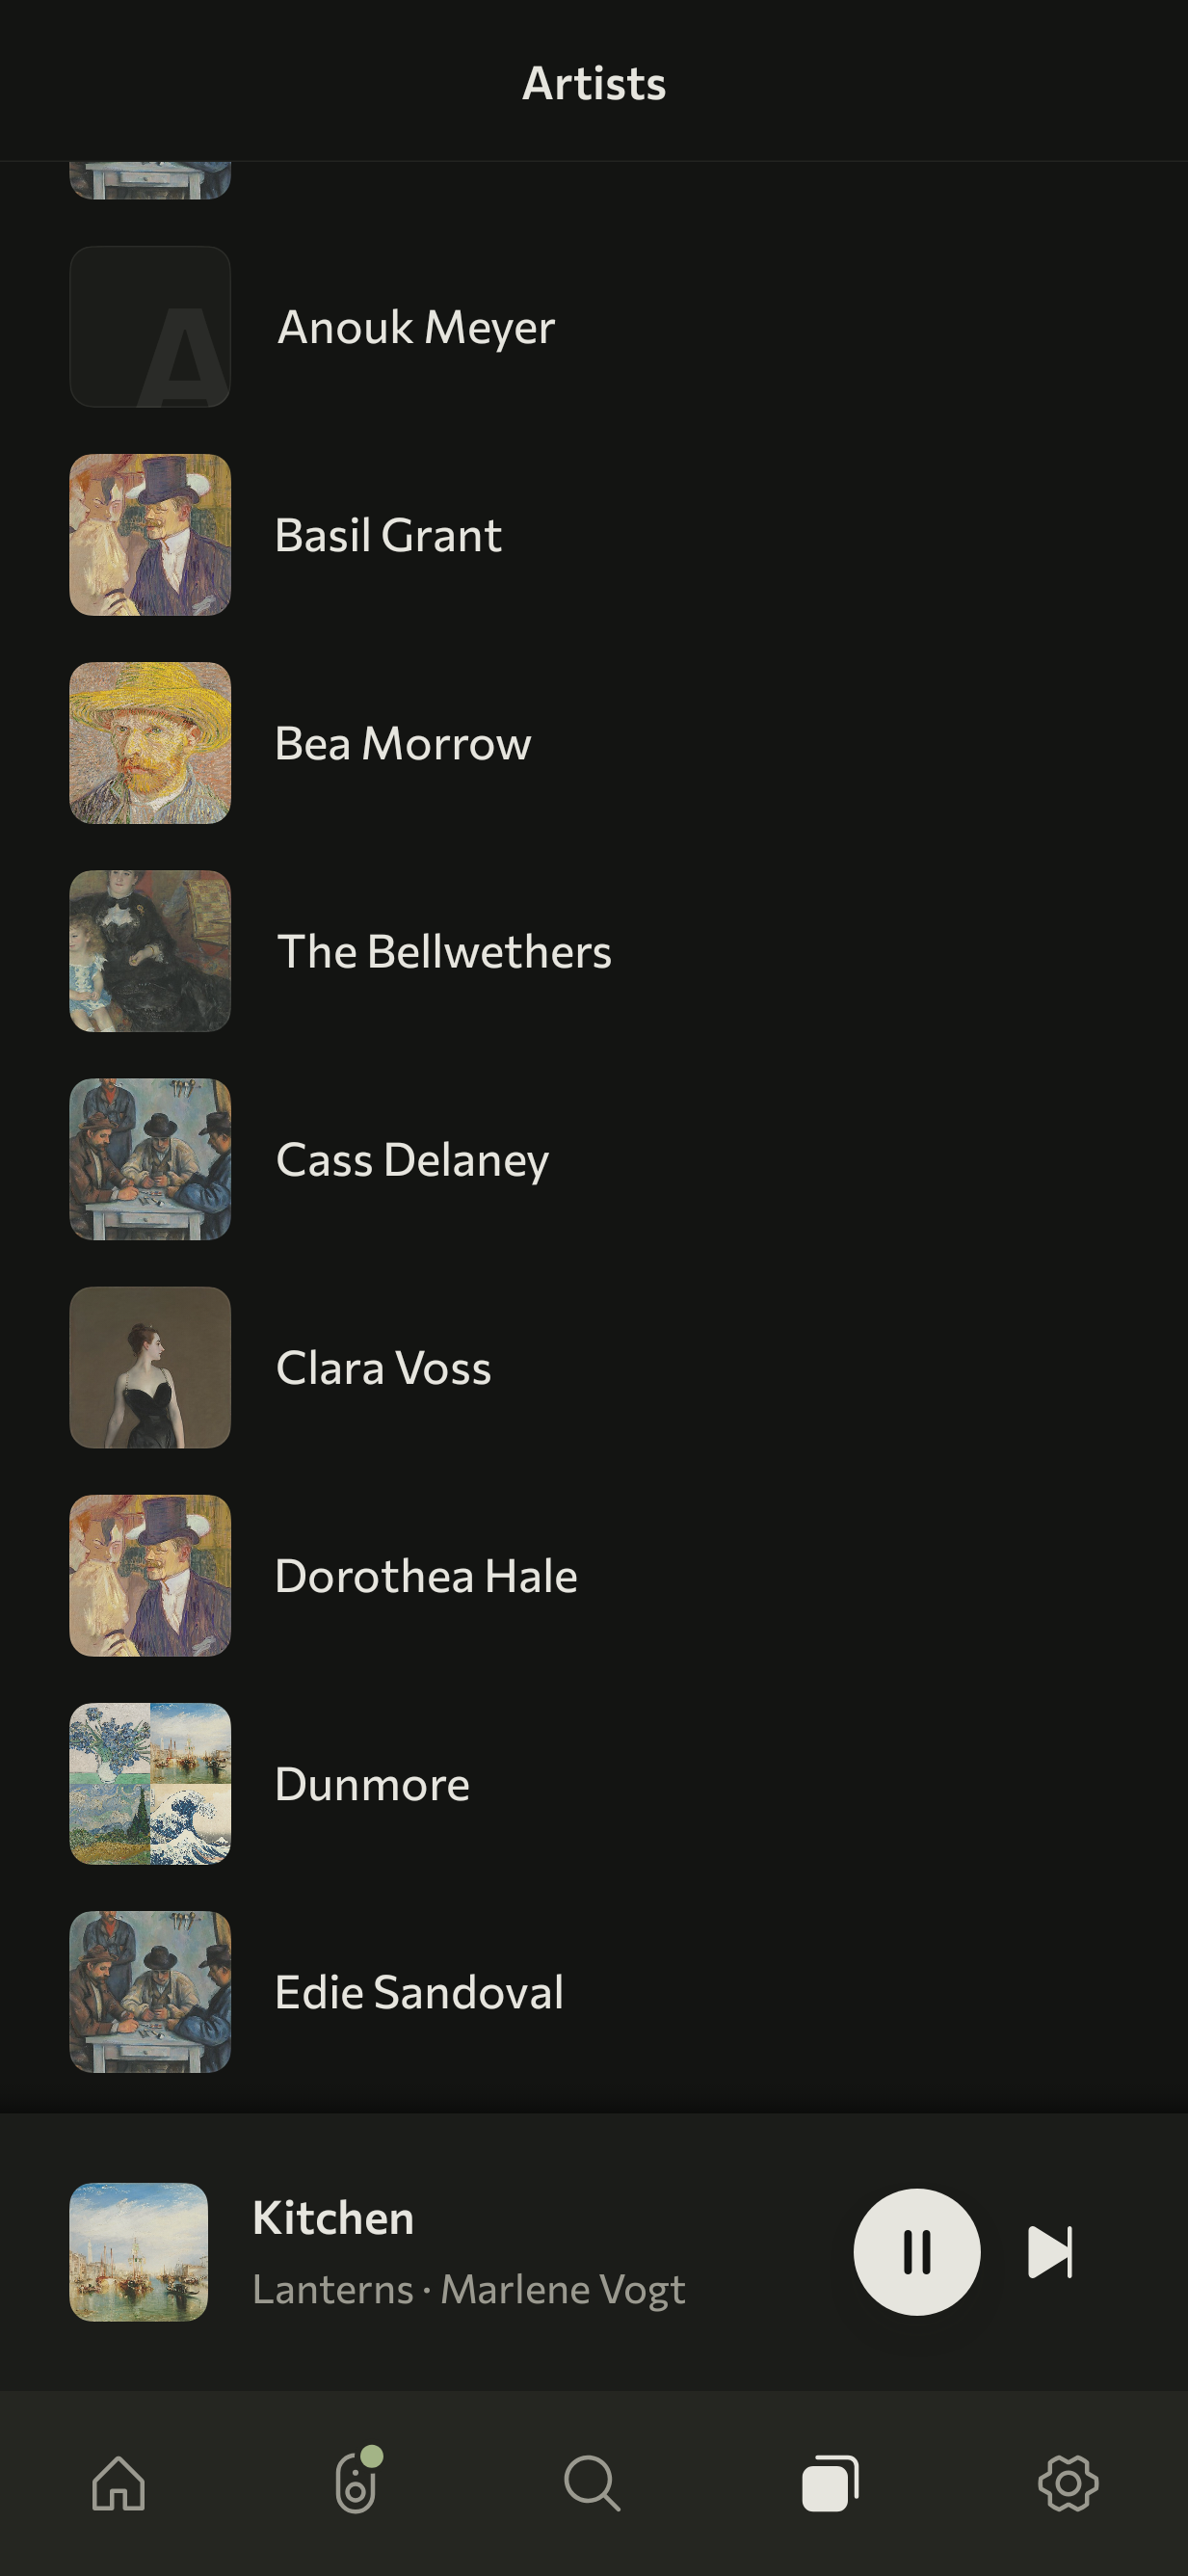 Artists
A
Anouk Meyer
Basil Grant
Bea Morrow
The Bellwethers
Cass Delaney
Clara Voss
Dorothea Hale
Dunmore
Edie Sandoval
Kitchen
Lanterns · Marlene Vogt